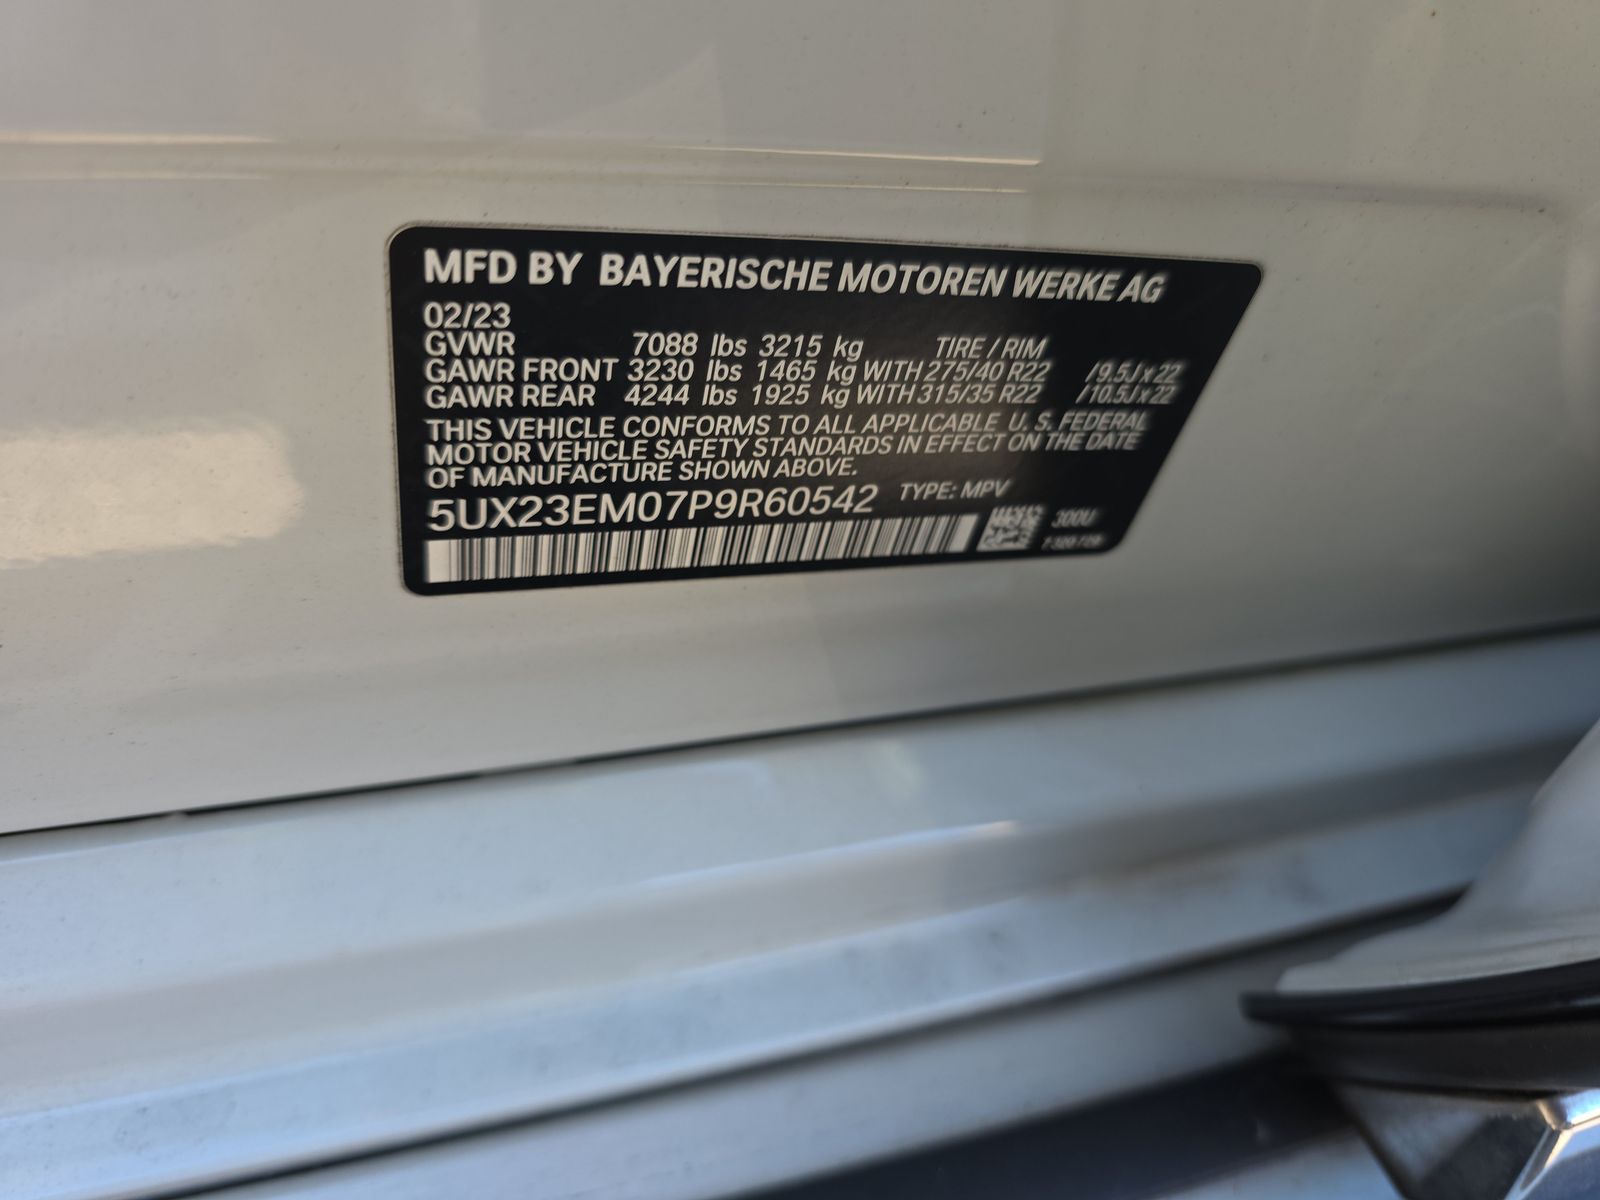 MFD BY BAYERISCHE MOTOREN WERKE AG
02/23
GVWR 7088 lbs 3215 kg TIRE / RIM
GAWR FRONT 3230 lbs 1465 kg WITH 275/40 R22 /9.5J x 22
GAWR REAR 4244 lbs 1925 kg WITH 315/35 R22 /10.5J x 22
THIS VEHICLE CONFORMS TO ALL APPLICABLE U. S. FEDERAL
MOTOR VEHICLE SAFETY STANDARDS IN EFFECT ON THE DATE
OF MANUFACTURE SHOWN ABOVE.
5UX23EM07P9R60542 TYPE: MPV
300U